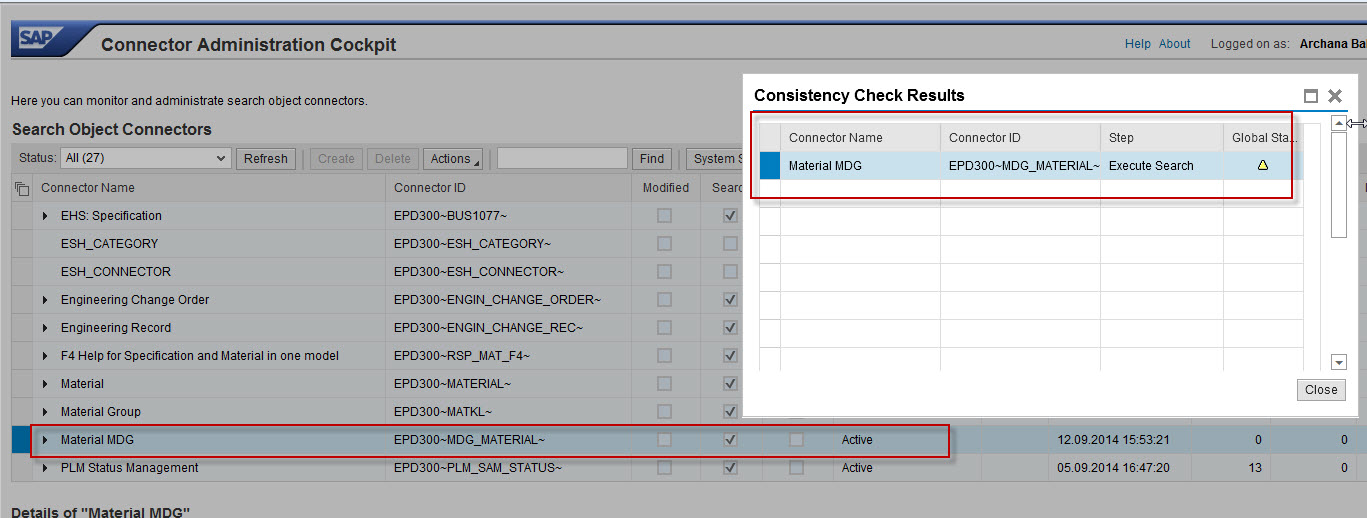 SAP Connector Administration Cockpit
Help About Logged on as: Archana
Here you can monitor and administrate search object connectors.
Search Object Connectors
Status: All (27) Refresh Create Delete Actions Find System
Connector Name Connector ID Modified
EHS: Specification EPD300~BUS1077~
ESH_CATEGORY EPD300~ESH_CATEGORY~
ESH_CONNECTOR EPD300~ESH_CONNECTOR~
Engineering Change Order EPD300~ENGIN_CHANGE_ORDER~
Engineering Record EPD300~ENGIN_CHANGE_REC~
F4 Help for Specification and Material in one model EPD300~RSP_MAT_F4~
Material EPD300~MATERIAL~
Material Group EPD300~MATKL~
Material MDG EPD300~MDG_MATERIAL~ Active 12.09.2014 15:53:21 0 0
PLM Status Management EPD300~PLM_SAM_STATUS~ Active 05.09.2014 16:47:20 13 0
Details of "Material MDG"
Consistency Check Results
Connector Name Connector ID Step Global Sta...
Material MDG EPD300~MDG_MATERIAL~ Execute Search
Close